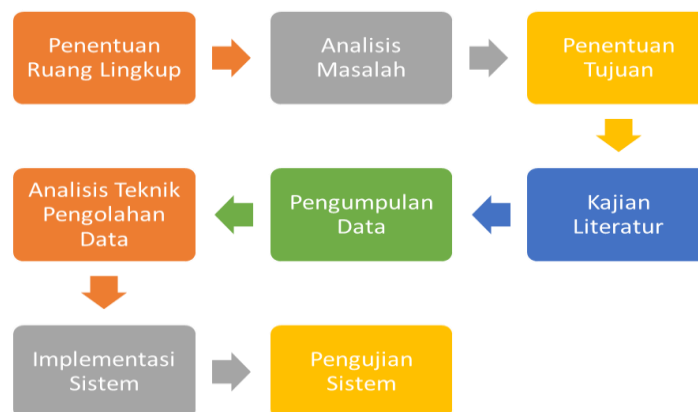 Penentuan
Ruang Lingkup
Analisis
Masalah
Penentuan
Tujuan
Kajian
Literatur
Pengumpulan
Data
Analisis Teknik
Pengolahan
Data
Implementasi
Sistem
Pengujian
Sistem